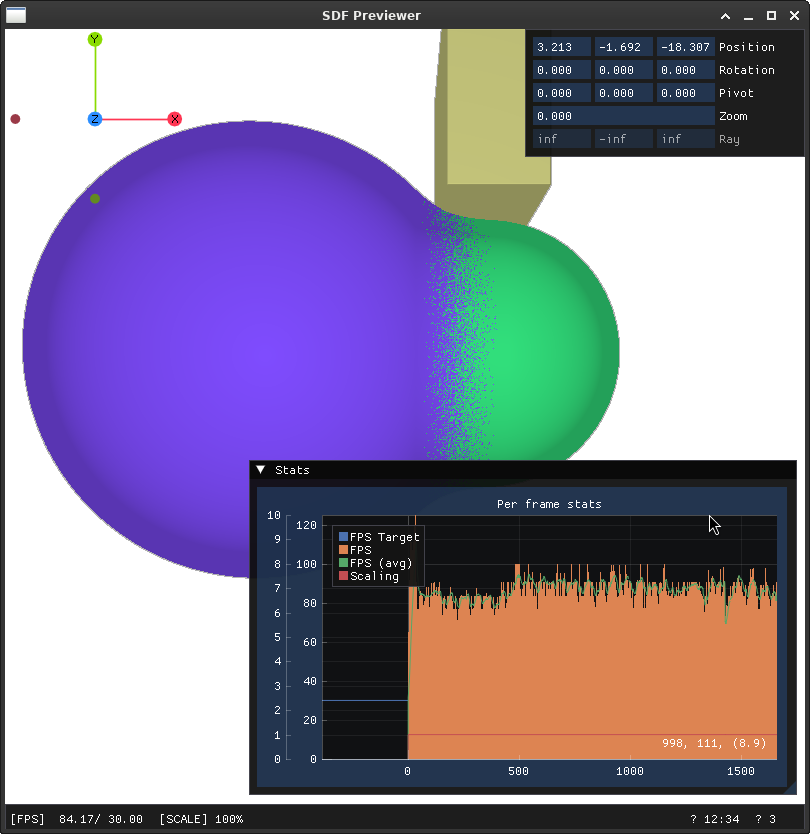 SDF Previewer
Y
Z X
3.213 -1.692 -18.307 Position
0.000 0.000 0.000 Rotation
0.000 0.000 0.000 Pivot
0.000 Zoom
inf -inf inf Ray
Stats
Per frame stats
FPS Target
FPS
FPS (avg)
Scaling
10
9
8
7
6
5
4
3
2
1
0
120
100
80
60
40
20
0
998, 111, (8.9)
0 500 1000 1500
[FPS] 84.17/ 30.00 [SCALE] 100% ? 12:34 ? 3